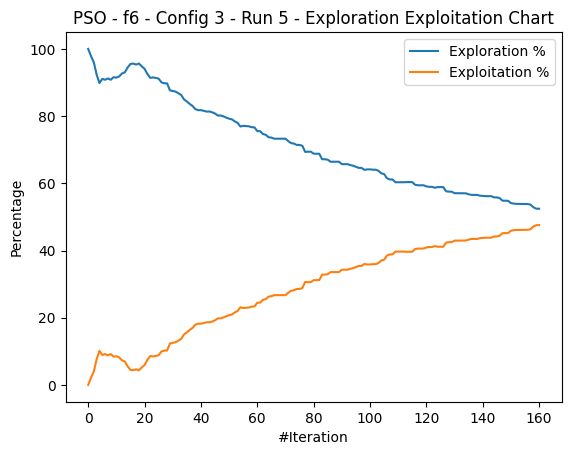 PSO - f6 - Config 3 - Run 5 - Exploration Exploitation Chart
Exploration %
Exploitation %
Percentage
100
80
60
40
20
0
0 20 40 60 80 100 120 140 160
#Iteration